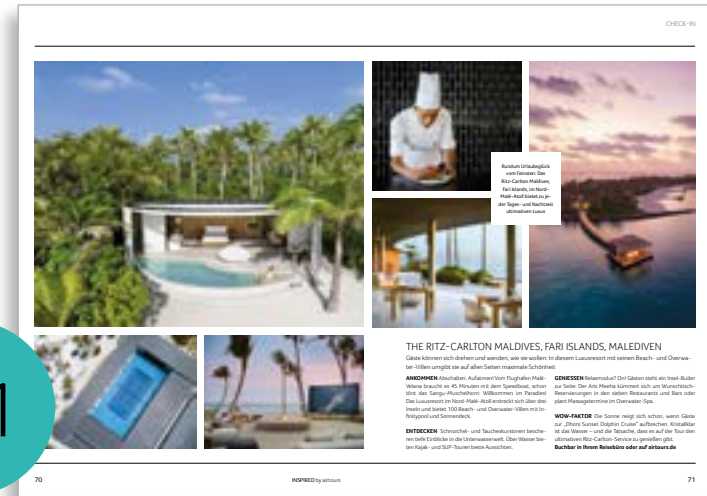 CHECK-IN
Rundum Urlaubsglück
vom Feinsten: Das
Ritz-Carlton Maldives,
Fari Islands, im Nord-
Malé-Atoll bietet zu je-
der Tages- und Nachtzeit
ultimativen Luxus
THE RITZ-CARLTON MALDIVES, FARI ISLANDS, MALEDIVEN
Gäste können sich drehen und wenden, wie sie wollen: In diesem Luxusresort mit seinen Beach- und Overwa-
ter-Villen umgibt sie auf allen Seiten maximale Schönheit
ANKOMMEN Abschalten. Aufatmen! Vom Flughafen Malé-
Velana braucht es 45 Minuten mit dem Speedboat, schon
tönt das Sangu-Muschelhorn: Willkommen im Paradies!
Das Luxusresort im Nord-Malé-Atoll erstreckt sich über drei
Inseln und bietet 100 Beach- und Overwater-Villen mit In-
finitypool und Sonnendeck.
ENTDECKEN Schnorchel- und Tauchexkursionen besche-
ren tiefe Einblicke in die Unterwasserwelt. Über Wasser bie-
ten Kajak- und SUP-Touren beste Aussichten.
GENIESSEN Relaxmodus? On! Gästen steht ein Insel-Butler
zur Seite. Der Aris Meeha kümmert sich um Wunschtisch-
Reservierungen in den sieben Restaurants und Bars oder
plant Massagetermine im Overwater-Spa.
WOW-FAKTOR Die Sonne neigt sich schon, wenn Gäste
zur „Dhoni Sunset Dolphin Cruise" aufbrechen. Kristallklar
ist das Wasser – und die Tatsache, dass es auf der Tour den
ultimativen Ritz-Carlton-Service zu genießen gibt.
Buchbar in Ihrem Reisebüro oder auf airtours.de
1
70
INSPIRED by airtours
71